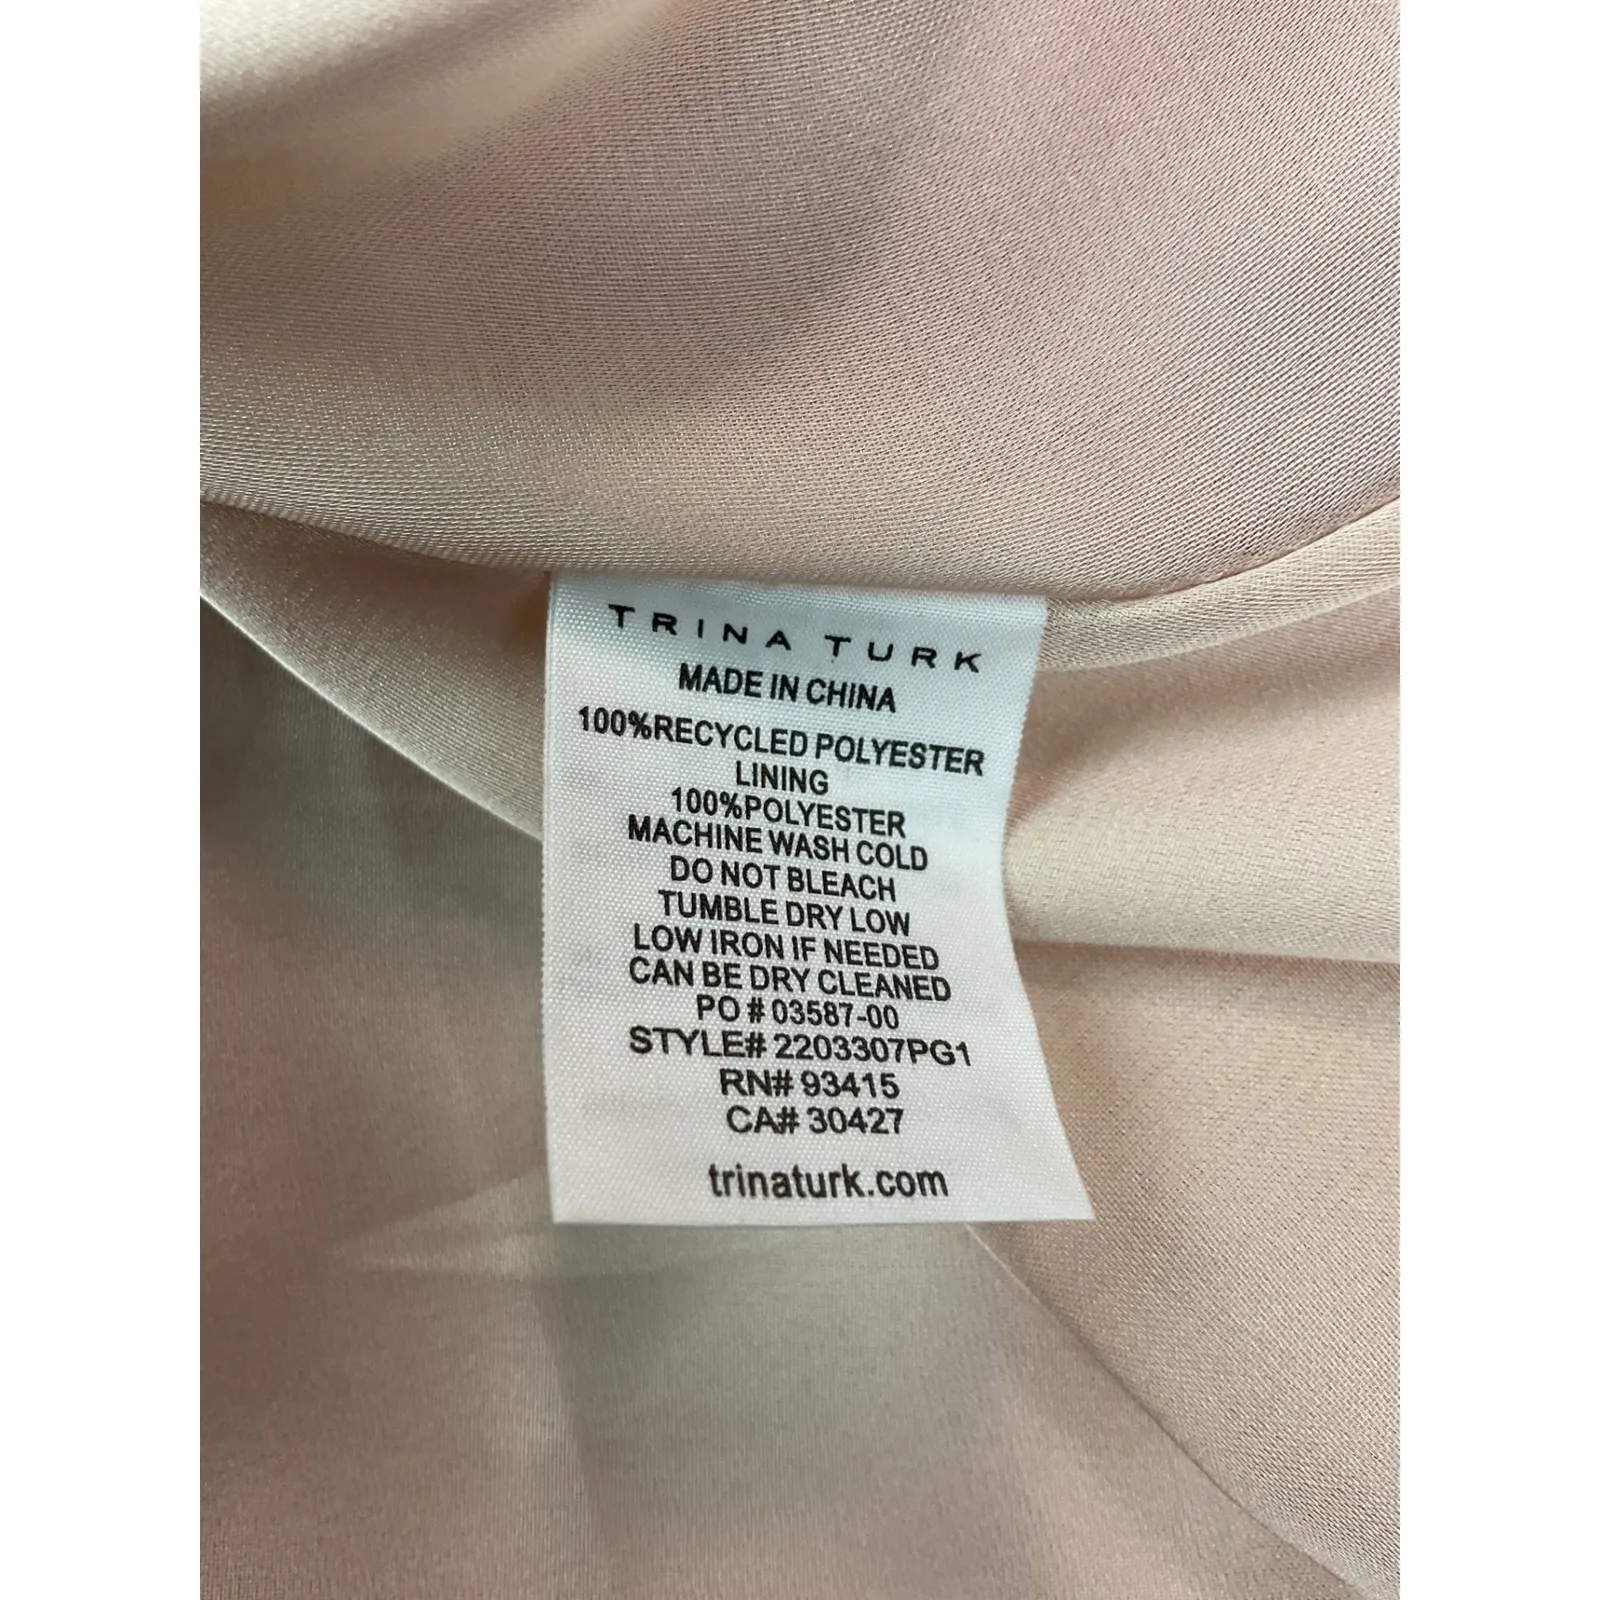 TRINA TURK
MADE IN CHINA
100%RECYCLED POLYESTER
LINING
100%POLYESTER
MACHINE WASH COLD
DO NOT BLEACH
TUMBLE DRY LOW
LOW IRON IF NEEDED
CAN BE DRY CLEANED
PO # 03587-00
STYLE# 2203307PG1
RN# 93415
CA# 30427
trinaturk.com